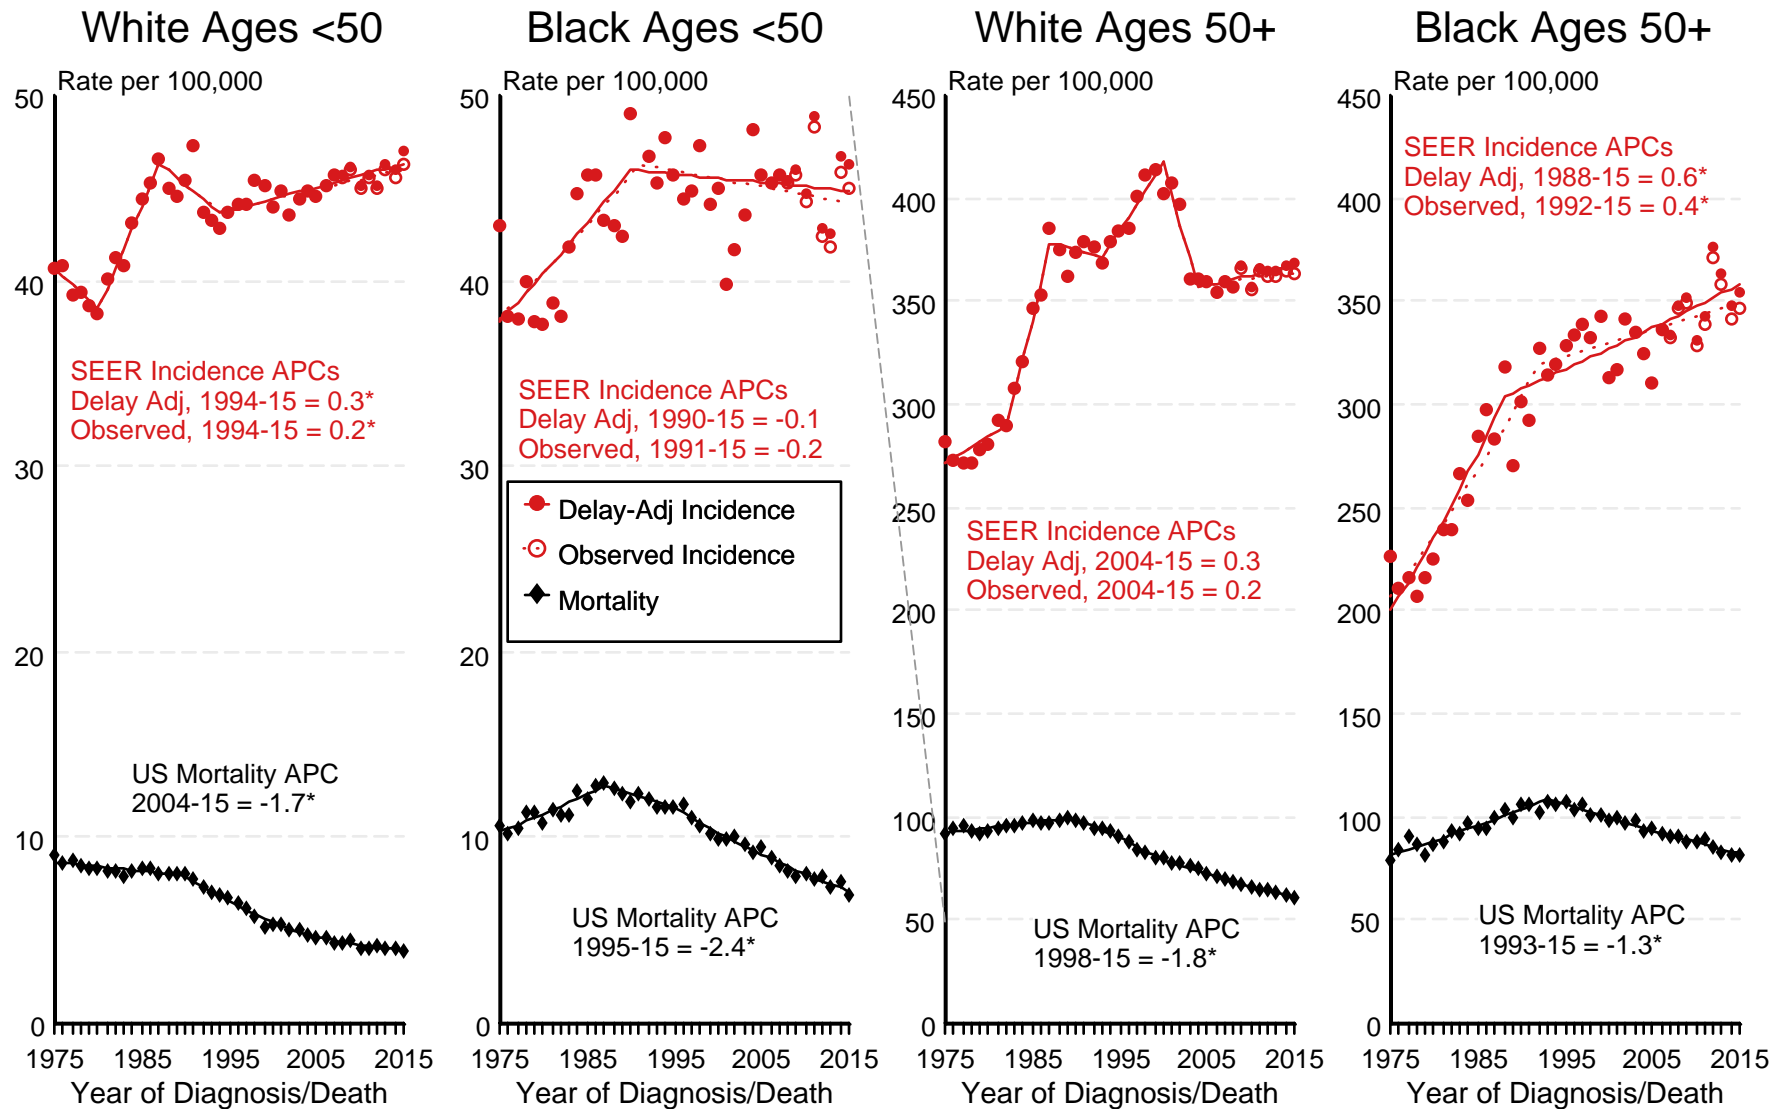 White Ages <50
Rate per 100,000
50
40
30
20
10
0
SEER Incidence APCs
Delay Adj, 1994-15 = 0.3*
Observed, 1994-15 = 0.2*
US Mortality APC
2004-15 = -1.7*
1975 1985 1995 2005 2015
Year of Diagnosis/Death
Black Ages <50
Rate per 100,000
50
40
30
20
10
0
SEER Incidence APCs
Delay Adj, 1990-15 = -0.1
Observed, 1991-15 = -0.2
Delay-Adj Incidence
Observed Incidence
Mortality
US Mortality APC
1995-15 = -2.4*
1975 1985 1995 2005 2015
Year of Diagnosis/Death
White Ages 50+
Rate per 100,000
450
400
350
300
250
200
150
100
50
0
SEER Incidence APCs
Delay Adj, 2004-15 = 0.3
Observed, 2004-15 = 0.2
US Mortality APC
1998-15 = -1.8*
1975 1985 1995 2005 2015
Year of Diagnosis/Death
Black Ages 50+
Rate per 100,000
450
400
350
300
250
200
150
100
50
0
SEER Incidence APCs
Delay Adj, 1988-15 = 0.6*
Observed, 1992-15 = 0.4*
US Mortality APC
1993-15 = -1.3*
1975 1985 1995 2005 2015
Year of Diagnosis/Death